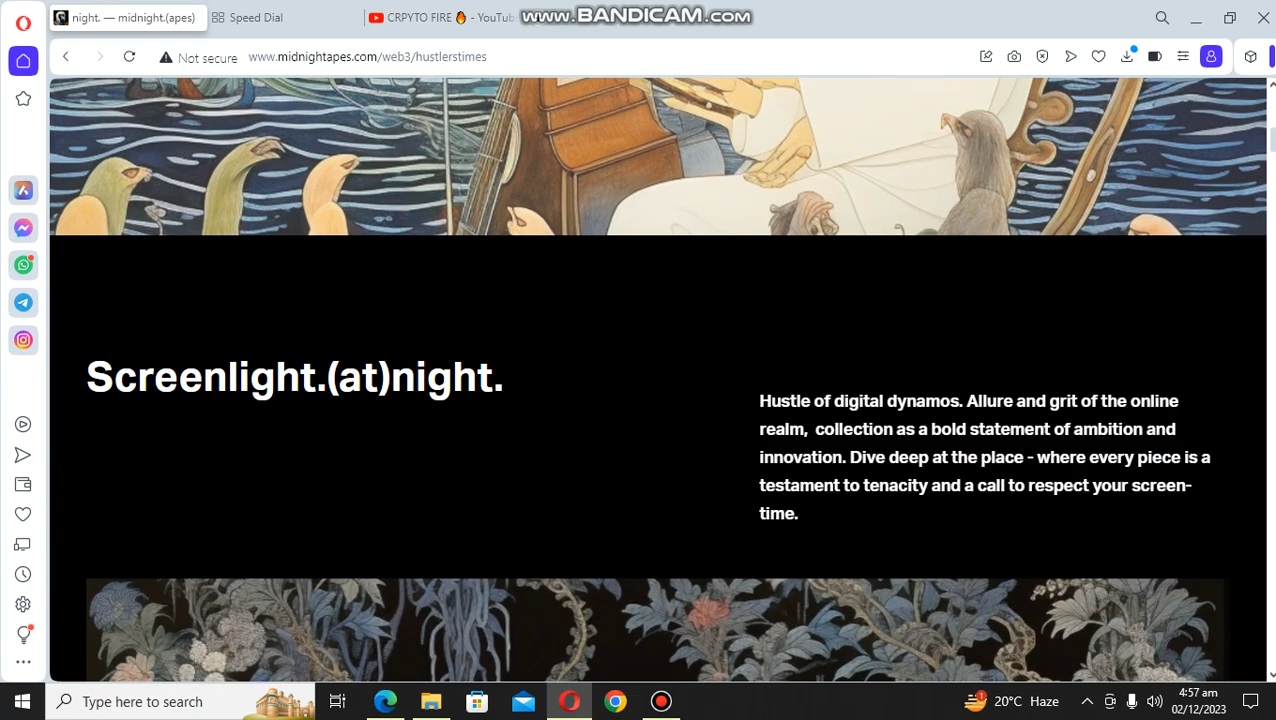 night. — midnight.(apes)
Speed Dial
CRPYTO FIRE🔥 - YouTube
www.BANDICAM.com
Not secure
www.midnightapes.com/web3/hustlerstimes
Screenlight.(at)night.
Hustle of digital dynamos. Allure and grit of the online
realm, collection as a bold statement of ambition and
innovation. Dive deep at the place - where every piece is a
testament to tenacity and a call to respect your screen-
time.
Type here to search
1
20°C Haze
4:57 am
02/12/2023